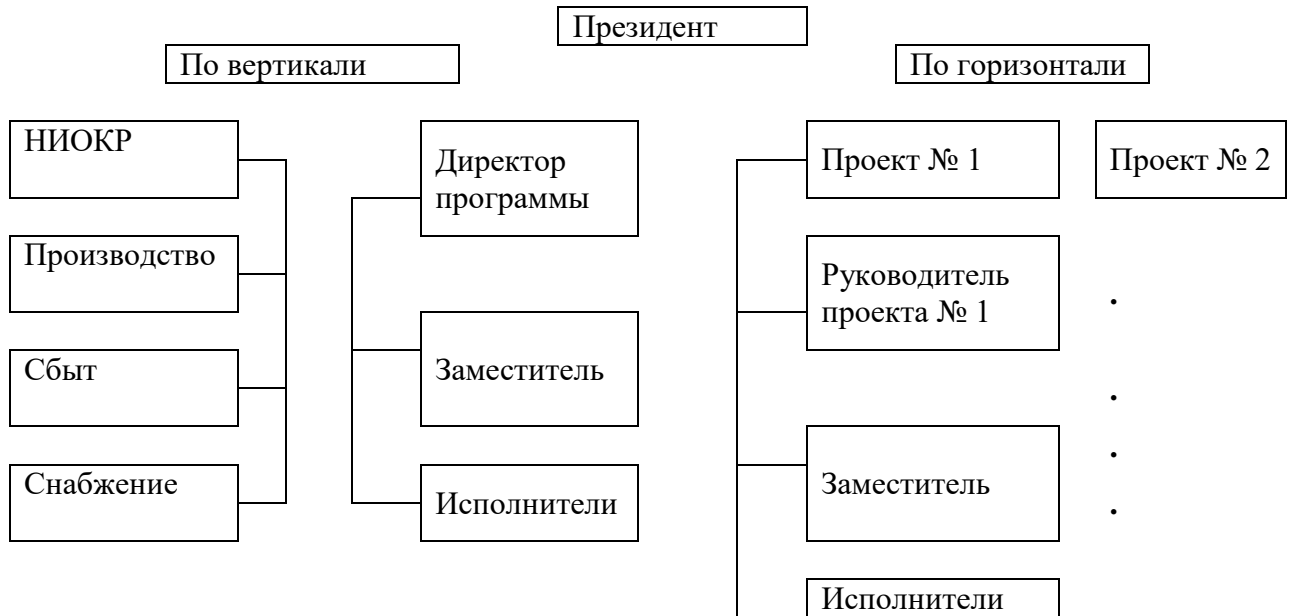 Президент
По вертикали
По горизонтали
НИОКР
Производство
Сбыт
Снабжение
Директор
программы
Заместитель
Исполнители
Проект № 1
Руководитель
проекта № 1
Заместитель
Исполнители
Проект № 2
.
.
.
.